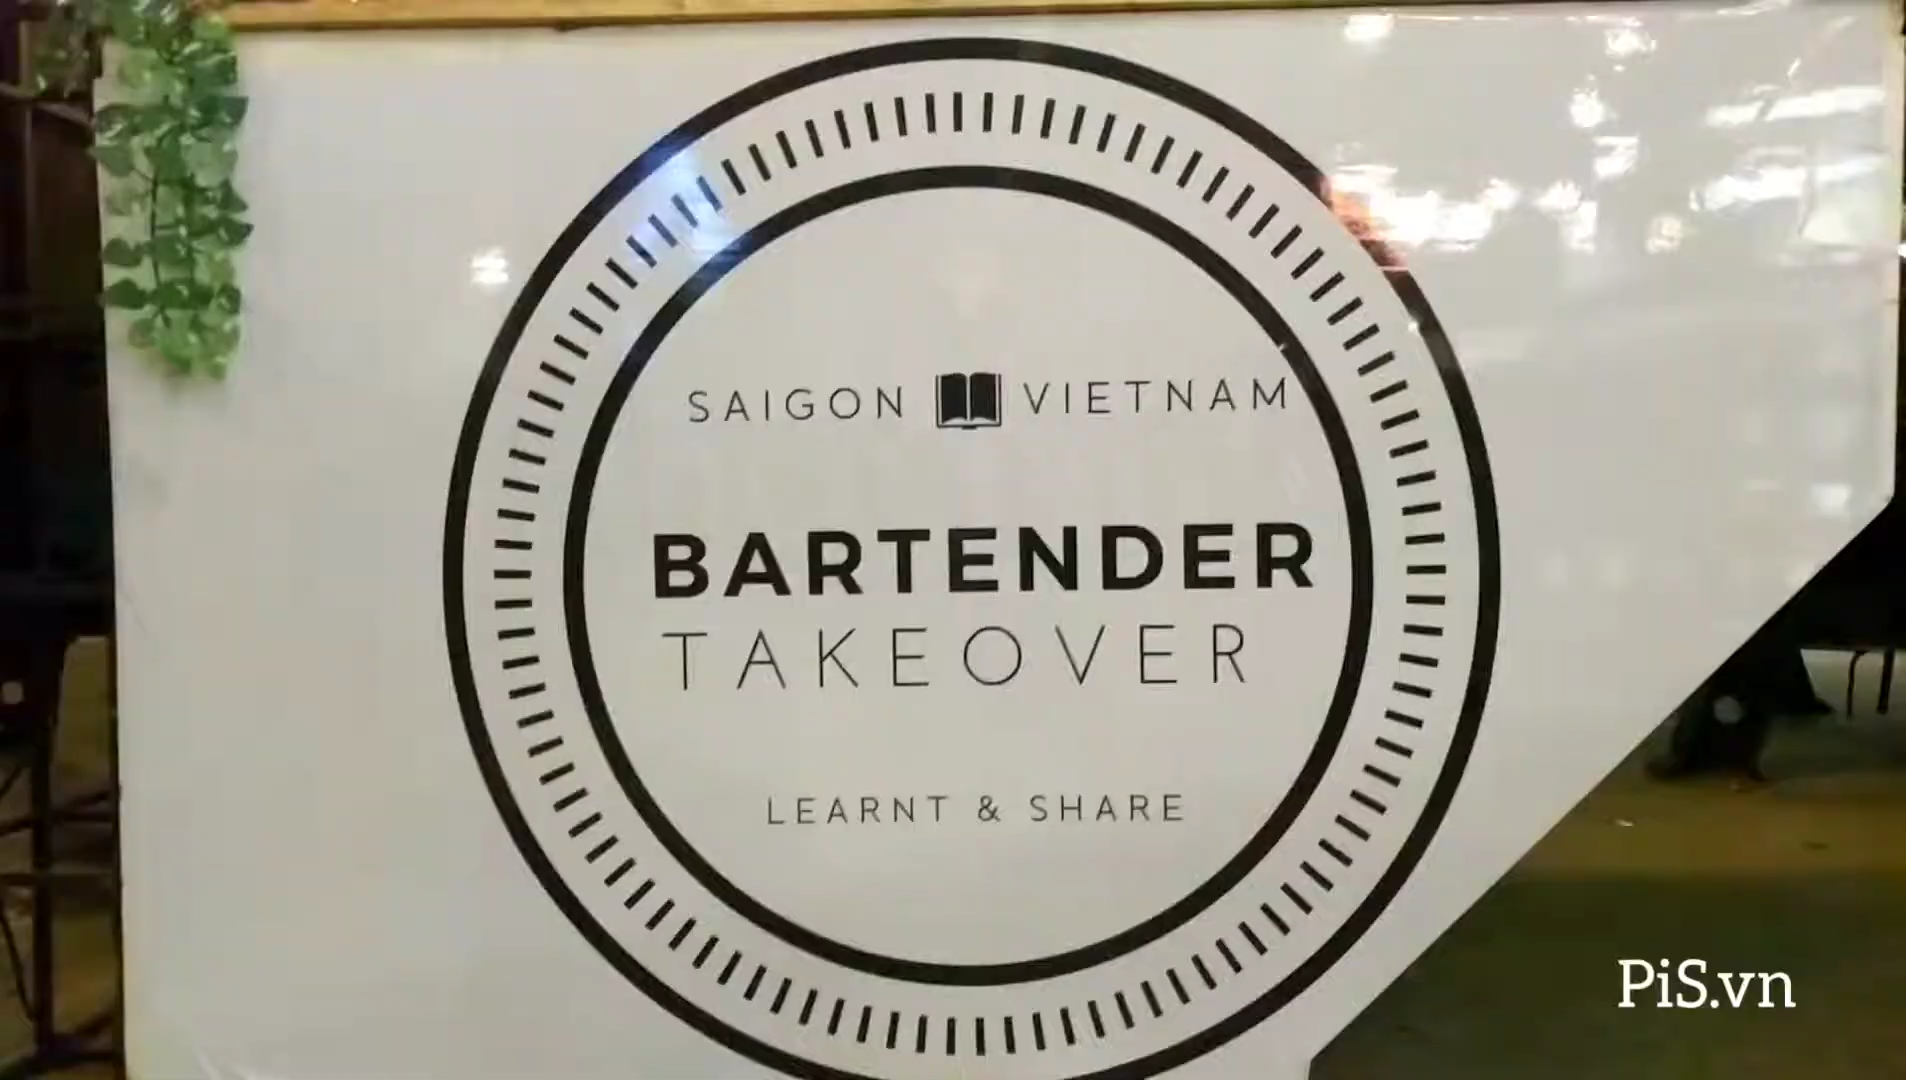 SAIGON VIETNAM
BARTENDER
TAKEOVER
LEARNT & SHARE
PiS.vn